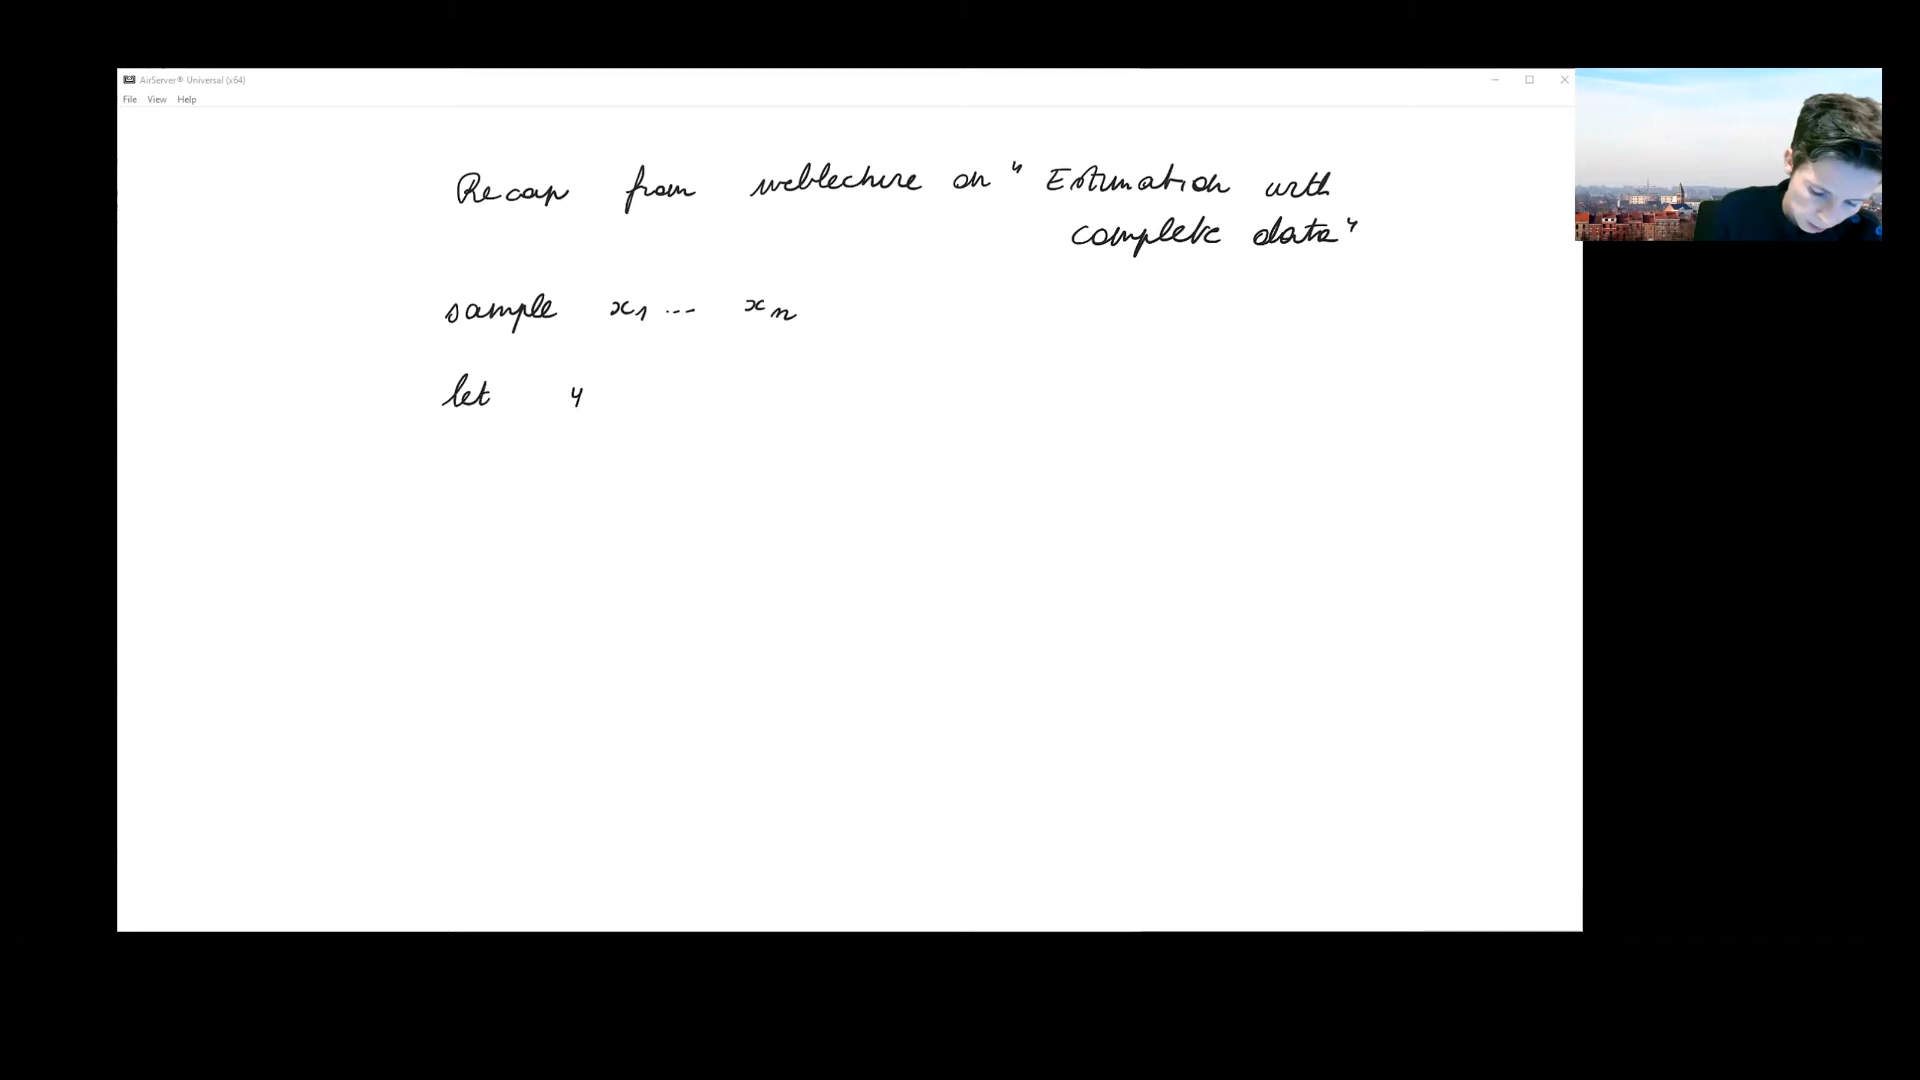 AirServer® Universal (x64)
File View Help
Recap from weblecture on " Estimation with
complete data"
sample x₁ ... xₙ
let y